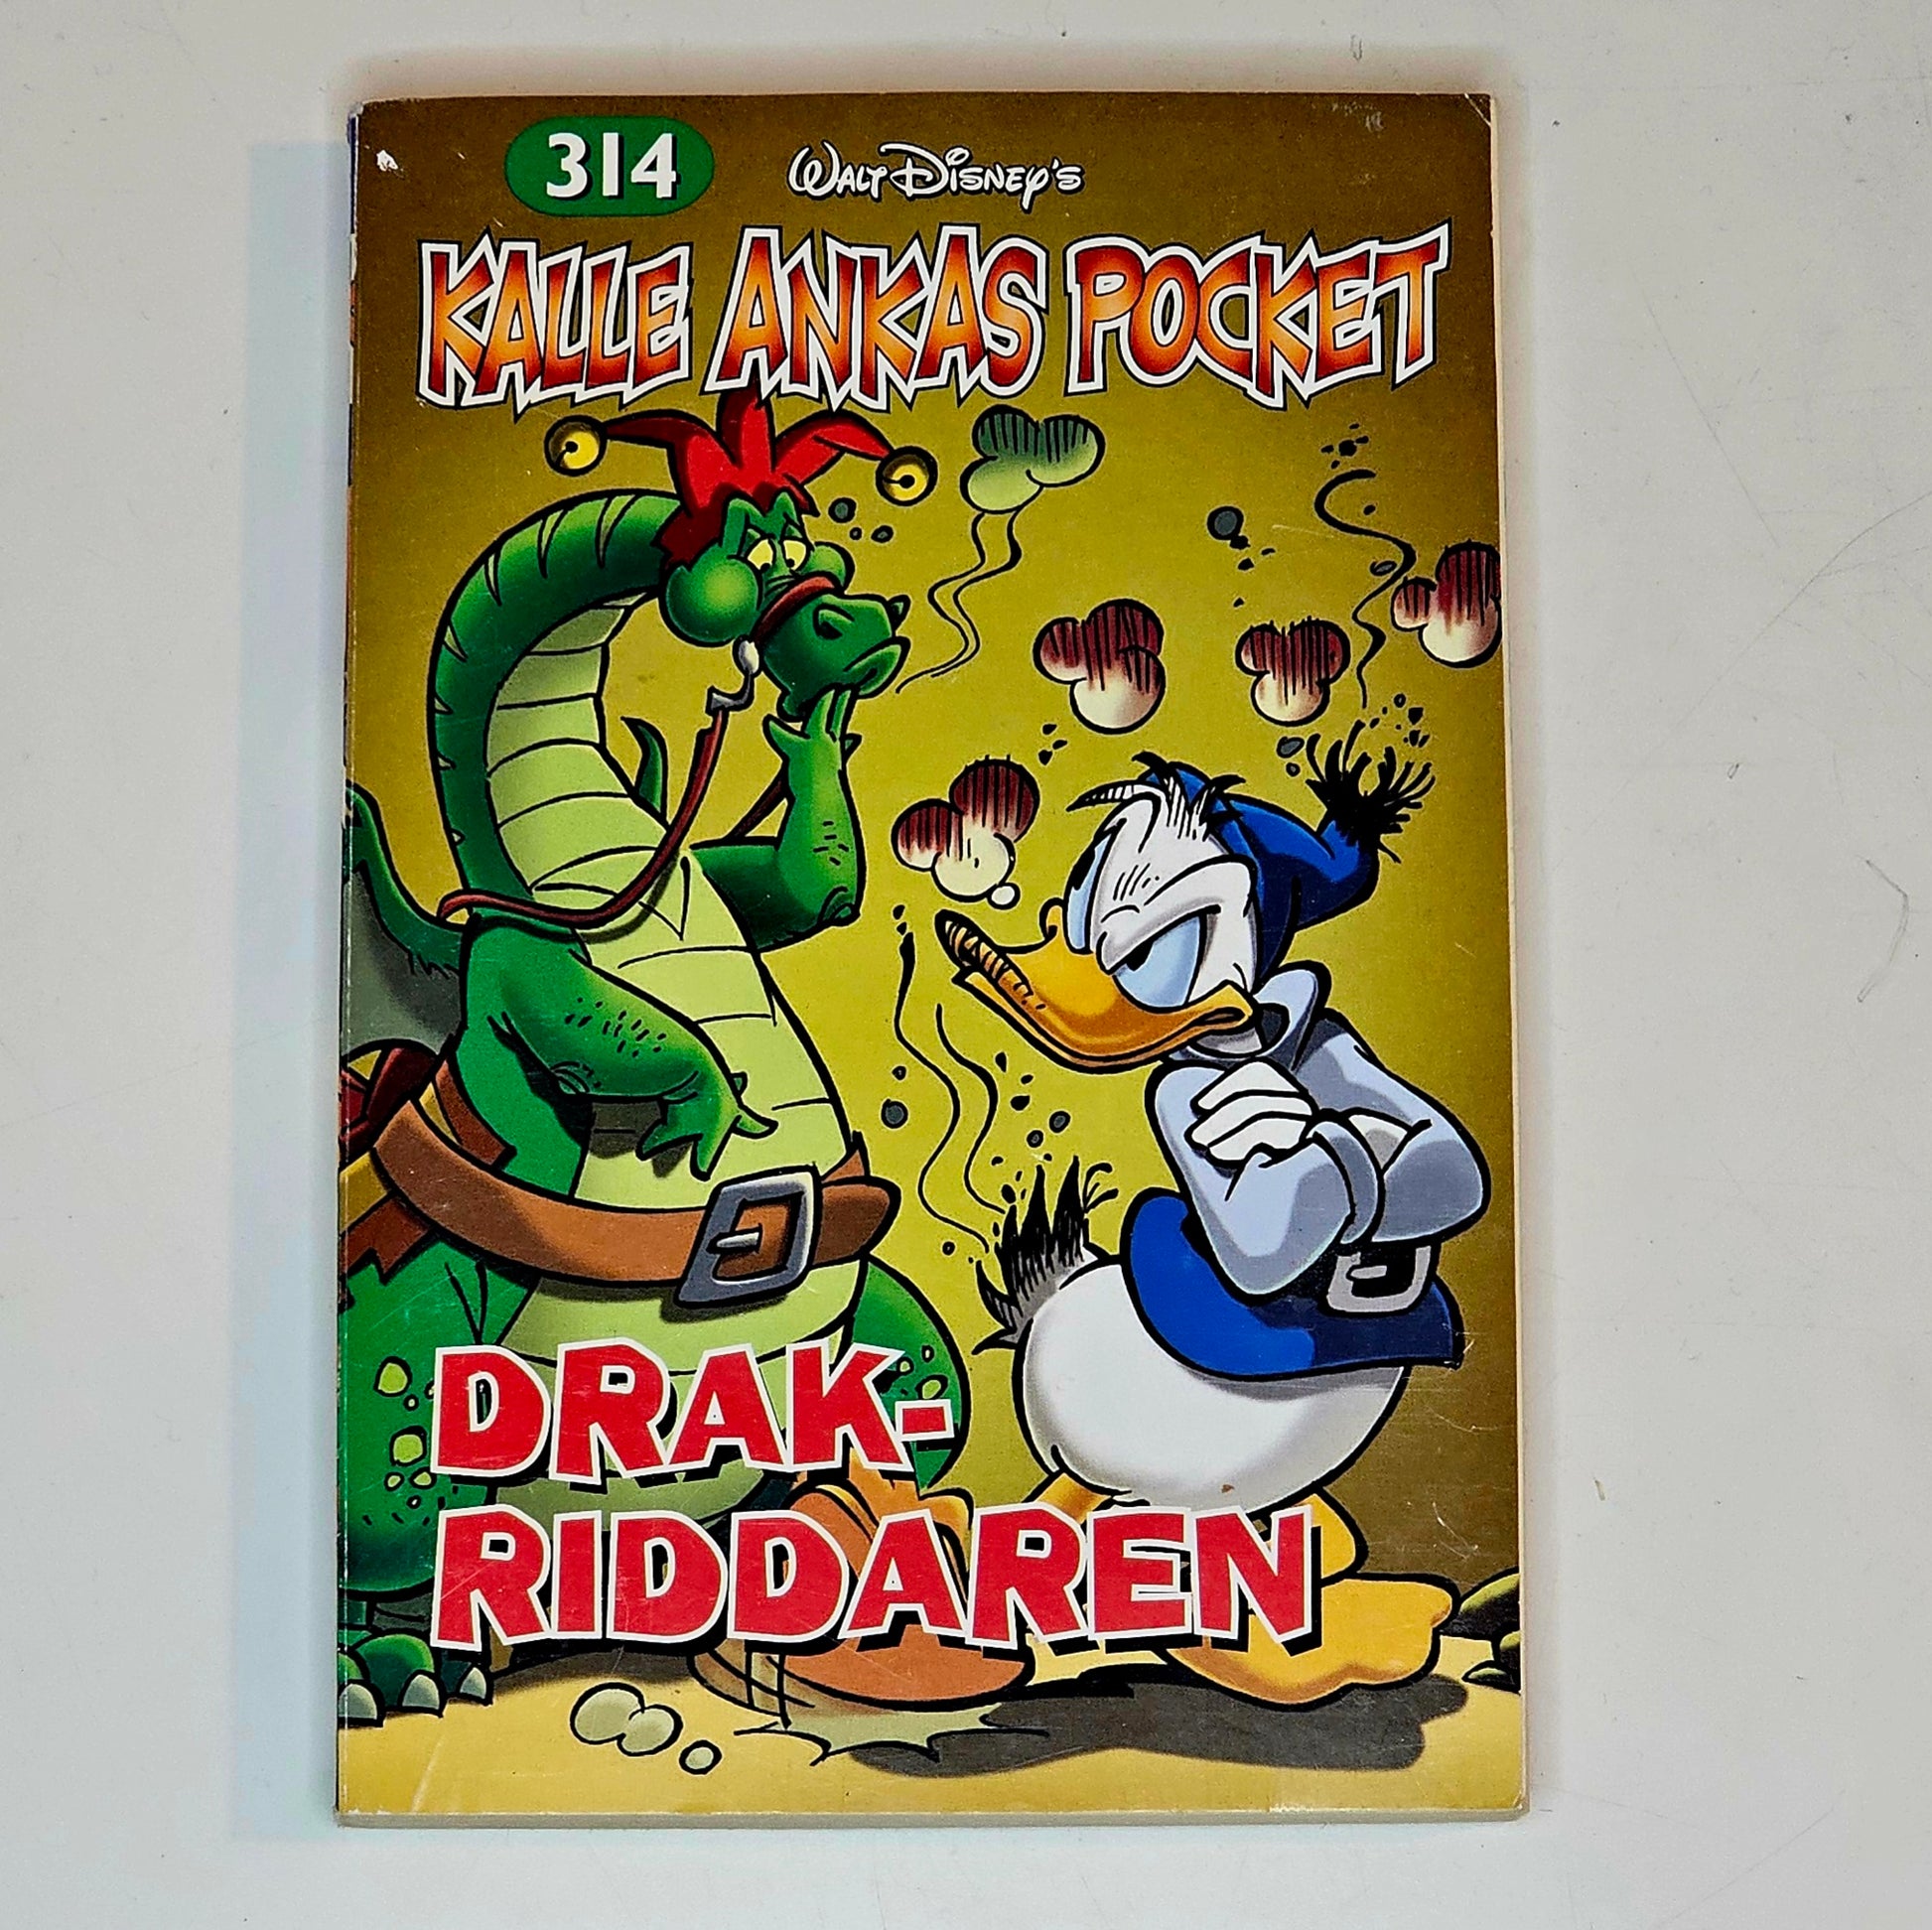 314
Walt Disney's
KALLE ANKAS POCKET
DRAK-
RIDDAREN